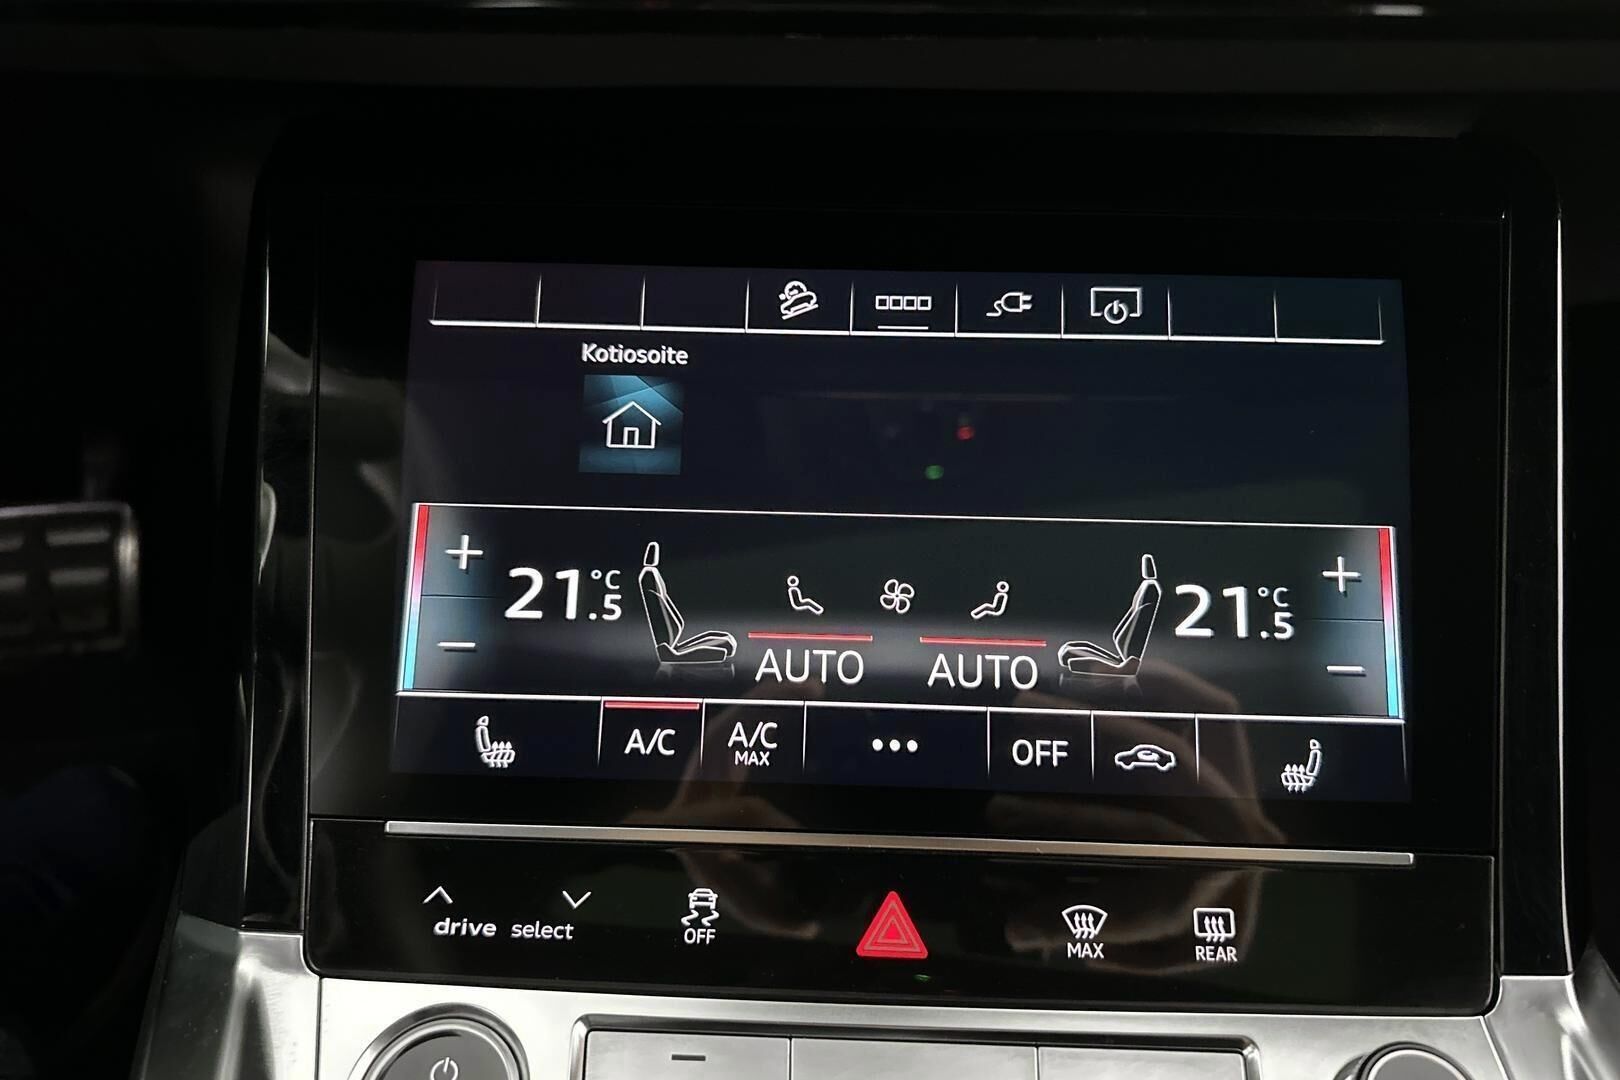 Kotiosoite
+ +
21.5 °C 21.5 °C
− −
AUTO AUTO
A/C A/C MAX ••• OFF
drive select OFF MAX REAR